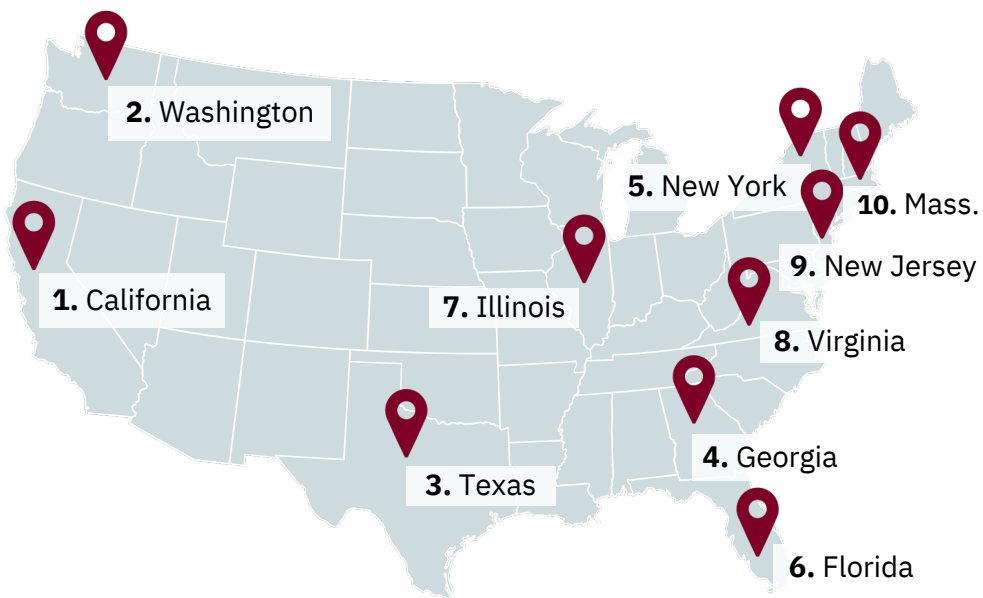 2. Washington
5. New York
10. Mass.
9. New Jersey
1. California
7. Illinois
8. Virginia
4. Georgia
3. Texas
6. Florida